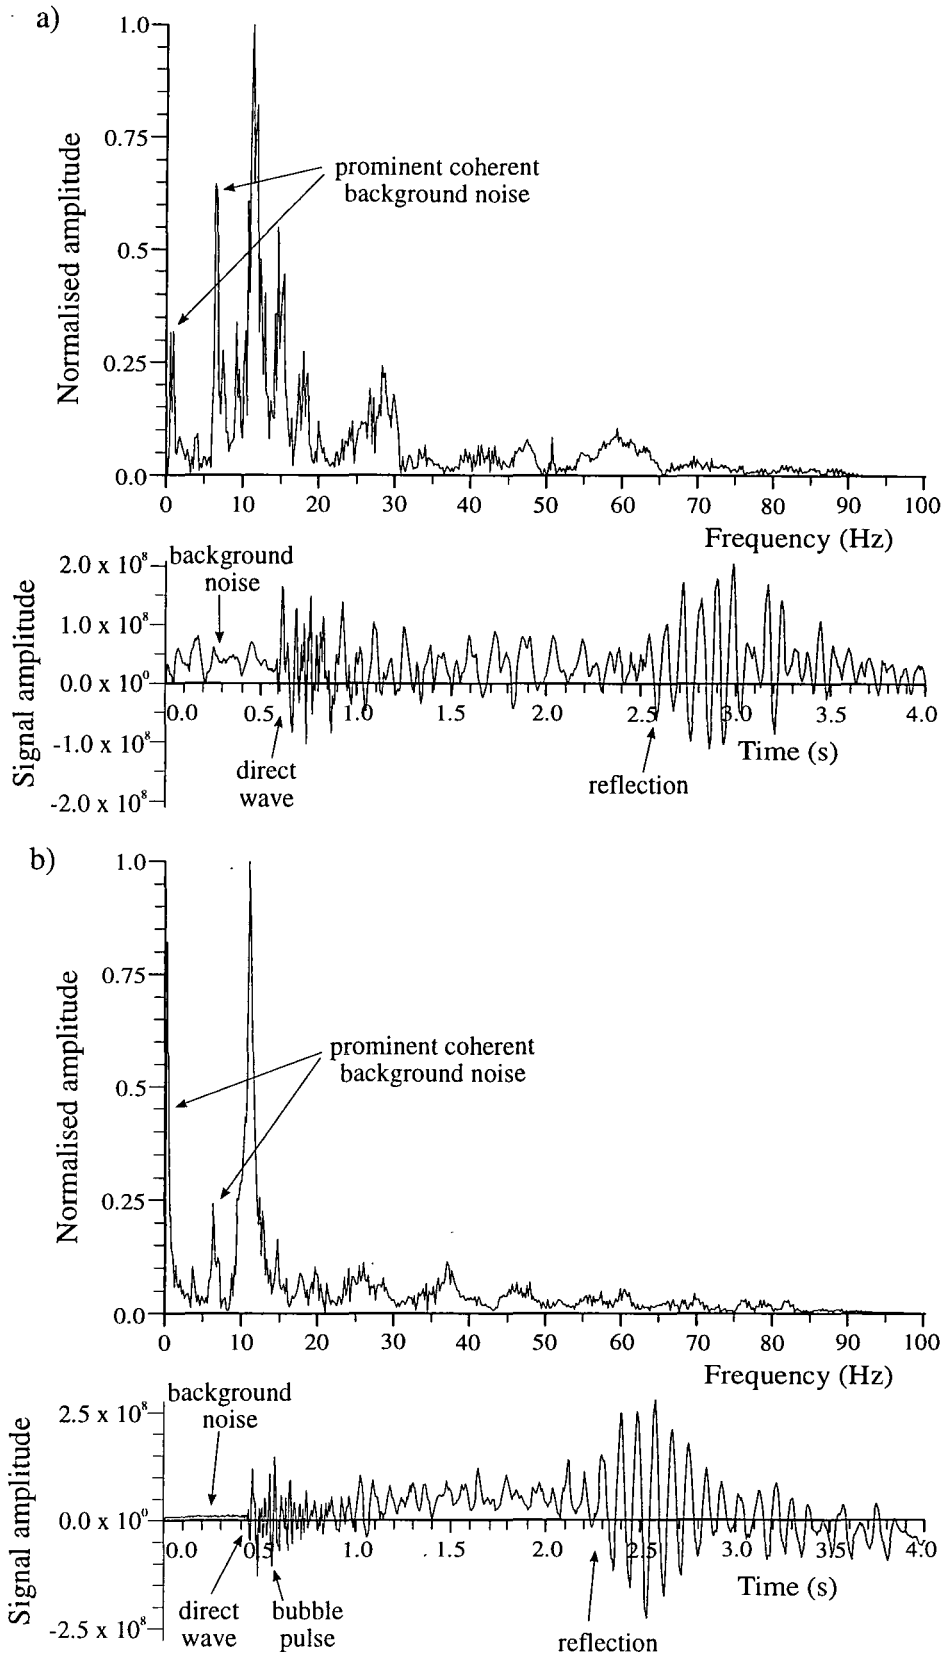 a)
1.0
0.75
0.5
0.25
0.0
Normalised amplitude
prominent coherent
background noise
0 10 20 30 40 50 60 70 80 90 100
Frequency (Hz)
background
noise
2.0 x 10⁸
1.0 x 10⁸
0.0 x 10⁰
-1.0 x 10⁸
-2.0 x 10⁸
Signal amplitude
0.0 0.5 1.0 1.5 2.0 2.5 3.0 3.5 4.0
Time (s)
direct
wave
reflection
b)
1.0
0.75
0.5
0.25
0.0
Normalised amplitude
prominent coherent
background noise
0 10 20 30 40 50 60 70 80 90 100
Frequency (Hz)
background
noise
2.5 x 10⁸
0.0 x 10⁰
-2.5 x 10⁸
Signal amplitude
0.0 0.5 1.0 1.5 2.0 2.5 3.0 3.5 4.0
Time (s)
direct
wave
bubble
pulse
reflection